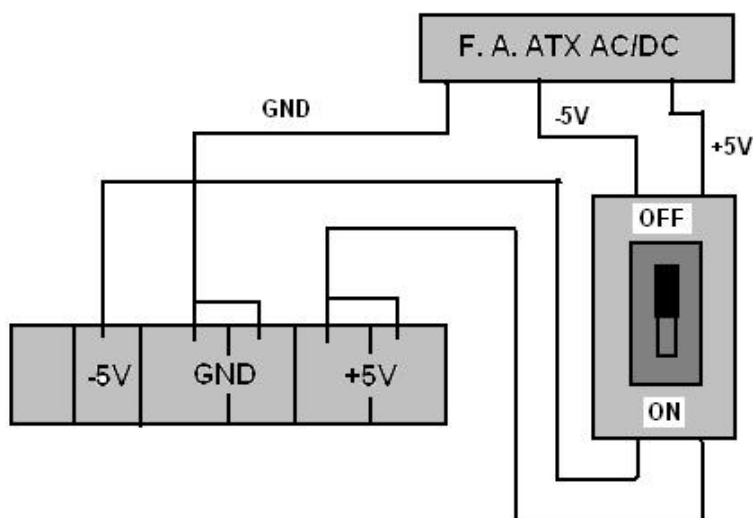 F. A. ATX AC/DC
GND
-5V
+5V
OFF
-5V
GND
+5V
ON